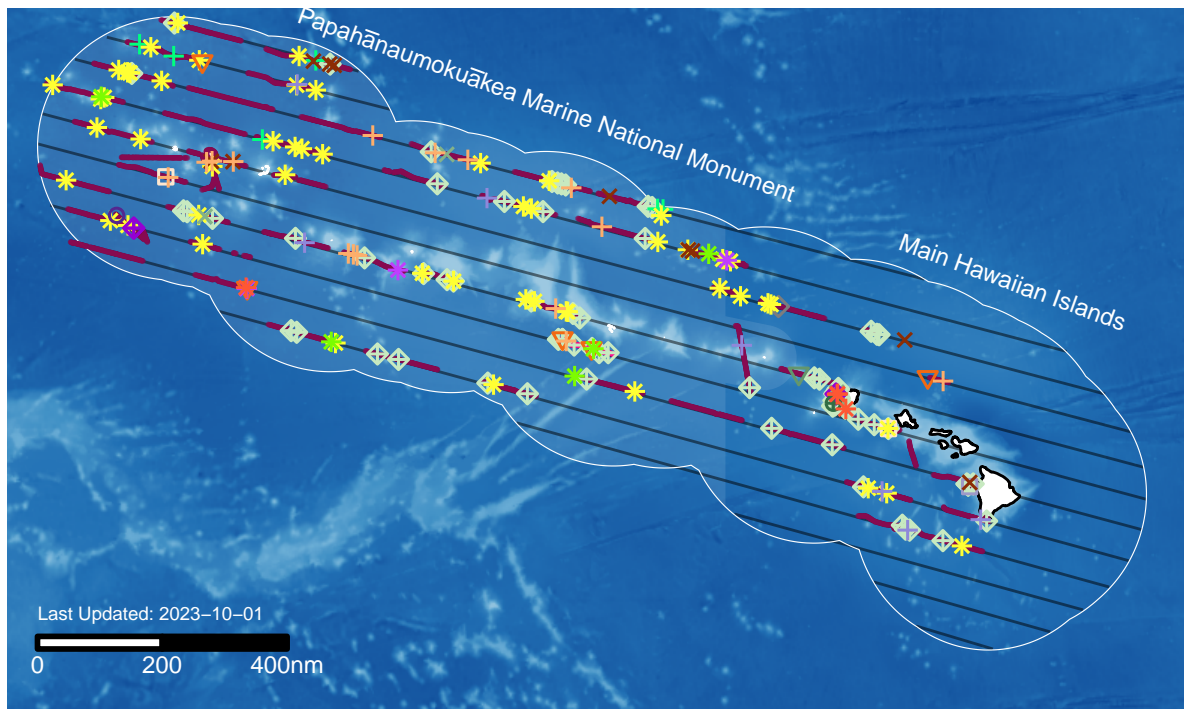 Papahānaumokuākea Marine National Monument
Main Hawaiian Islands
Last Updated: 2023–10–01
0 200 400nm